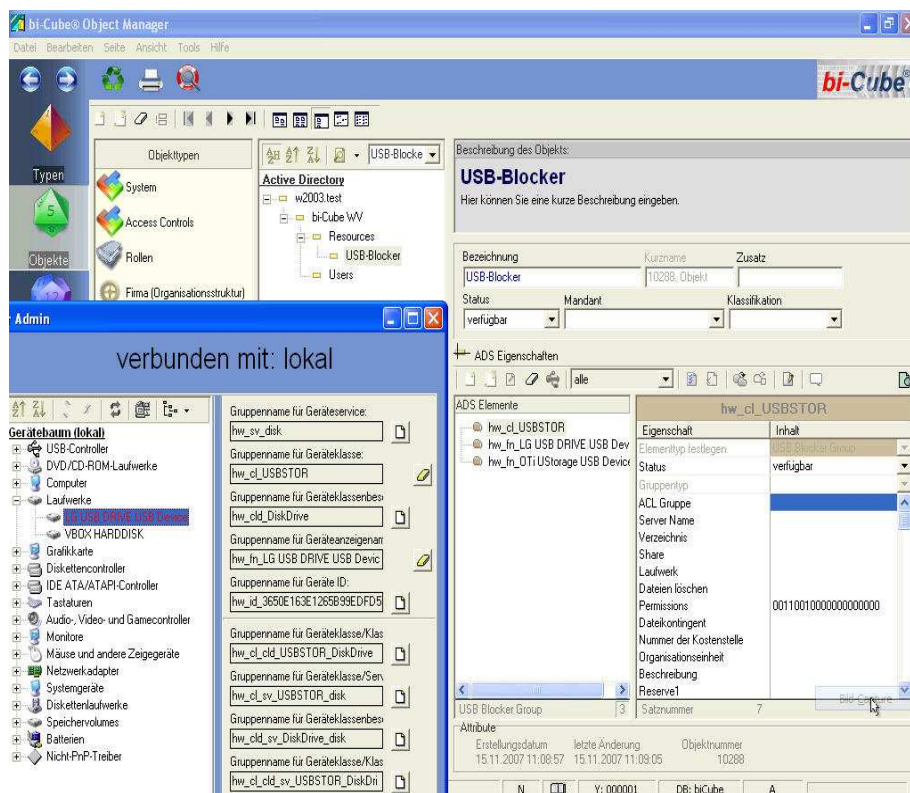 bi-Cube® Object Manager
Datei Bearbeiten Seite Ansicht Tools Hilfe
bi-Cube®
Typen
Objekte
Objekttypen
System
Access Controls
Rollen
Firma (Organisationsstruktur)
USB-Blocke
Active Directory
w2003.test
bi-Cube WV
Resources
USB-Blocker
Users
Beschreibung des Objekts:
USB-Blocker
Hier können Sie eine kurze Beschreibung eingeben.
Bezeichnung Kurzname Zusatz
USB-Blocker 10288, Objekt
Status Mandant Klassifikation
verfügbar
ADS Eigenschaften
alle
ADS Elemente
hw_cl_USBSTOR
hw_fn_LG USB DRIVE USB Dev
hw_fn_OTi UStorage USB Device
hw_cl_USBSTOR
Eigenschaft Inhalt
Elementtyp festlegen USB Blocker Group
Status verfügbar
Gruppentyp
ACL Gruppe
Server Name
Verzeichnis
Share
Laufwerk
Dateien löschen
Permissions 00110010000000000000
Dateikontingent
Nummer der Kostenstelle
Organisationseinheit
Beschreibung
Reserve1
Bild-Capture
USB Blocker Group 3 Satznummer 7
Attribute
Erstellungsdatum letzte Änderung Objektnummer
15.11.2007 11:08:57 15.11.2007 11:09:05 10288
N Y: 000001 DB: biCube A
Admin
verbunden mit: lokal
Gerätebaum (lokal)
USB-Controller
DVD/CD-ROM-Laufwerke
Computer
Laufwerke
LG USB DRIVE USB Device
VBOX HARDDISK
Grafikkarte
Diskettencontroller
IDE ATA/ATAPI-Controller
Tastaturen
Audio-, Video- und Gamecontroller
Monitore
Mäuse und andere Zeigegeräte
Netzwerkadapter
Systemgeräte
Diskettenlaufwerke
Speichervolumes
Batterien
Nicht-PnP-Treiber
Gruppenname für Geräteservice:
hw_sv_disk
Gruppenname für Geräteklasse:
hw_cl_USBSTOR
Gruppenname für Geräteklassenbesc
hw_cld_DiskDrive
Gruppenname für Geräteanzeigenam
hw_fn_LG USB DRIVE USB Devic
Gruppenname für Geräte ID:
hw_id_3650E163E1265B99EDFD5
Gruppenname für Geräteklasse/Klas
hw_cl_cld_USBSTOR_DiskDrive
Gruppenname für Geräteklasse/Serv
hw_cl_sv_USBSTOR_disk
Gruppenname für Geräteklassenbesc
hw_cld_sv_DiskDrive_disk
Gruppenname für Geräteklasse/Klas
hw_cl_cld_sv_USBSTOR_DiskDri